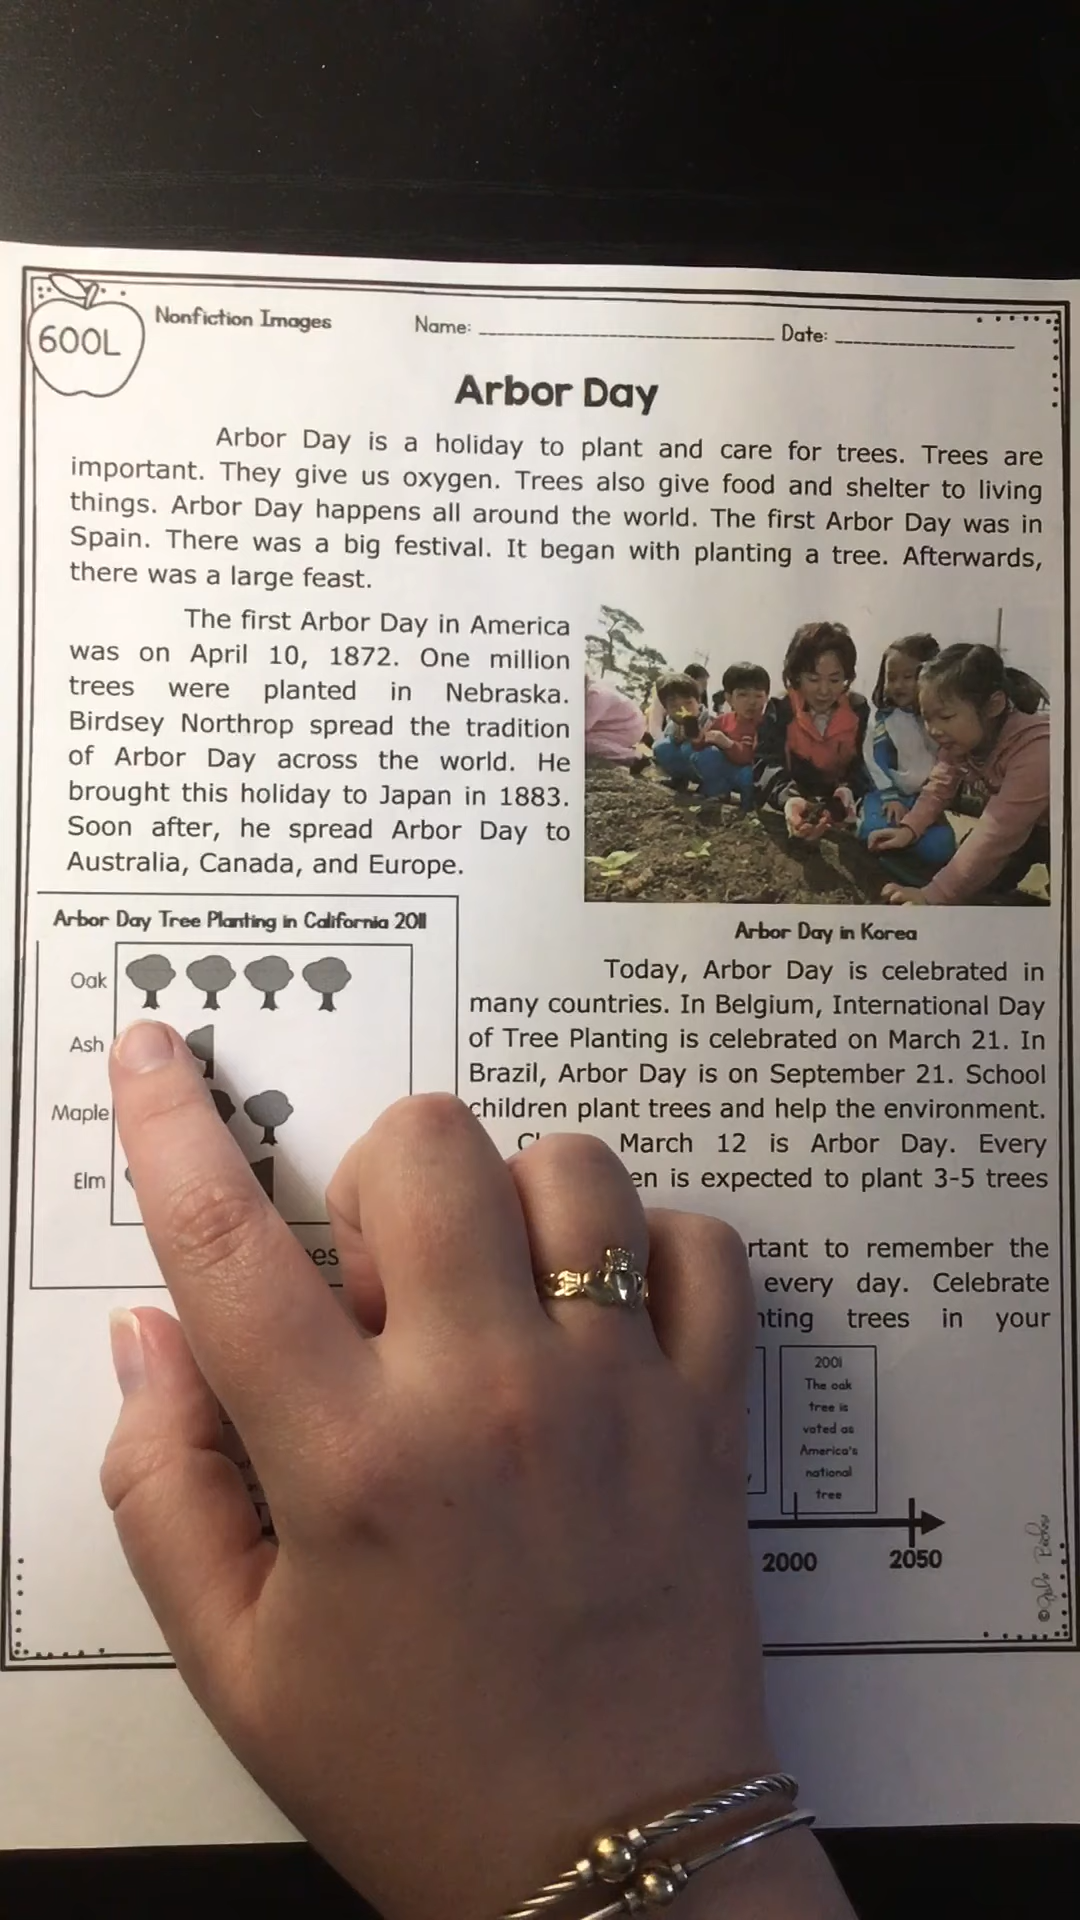 600L
Nonfiction Images
Name:
Date:
Arbor Day
Arbor Day is a holiday to plant and care for trees. Trees are
important. They give us oxygen. Trees also give food and shelter to living
things. Arbor Day happens all around the world. The first Arbor Day was in
Spain. There was a big festival. It began with planting a tree. Afterwards,
there was a large feast.
The first Arbor Day in America
was on April 10, 1872. One million
trees were planted in Nebraska.
Birdsey Northrop spread the tradition
of Arbor Day across the world. He
brought this holiday to Japan in 1883.
Soon after, he spread Arbor Day to
Australia, Canada, and Europe.
Arbor Day in Korea
Arbor Day Tree Planting in California 2011
Oak
Ash
Maple
Elm
Today, Arbor Day is celebrated in
many countries. In Belgium, International Day
of Tree Planting is celebrated on March 21. In
Brazil, Arbor Day is on September 21. School
children plant trees and help the environment.
March 12 is Arbor Day. Every
is expected to plant 3-5 trees
to remember the
every day. Celebrate
trees in your
2001
The oak
tree is
voted as
America's
national
tree
2000
2050